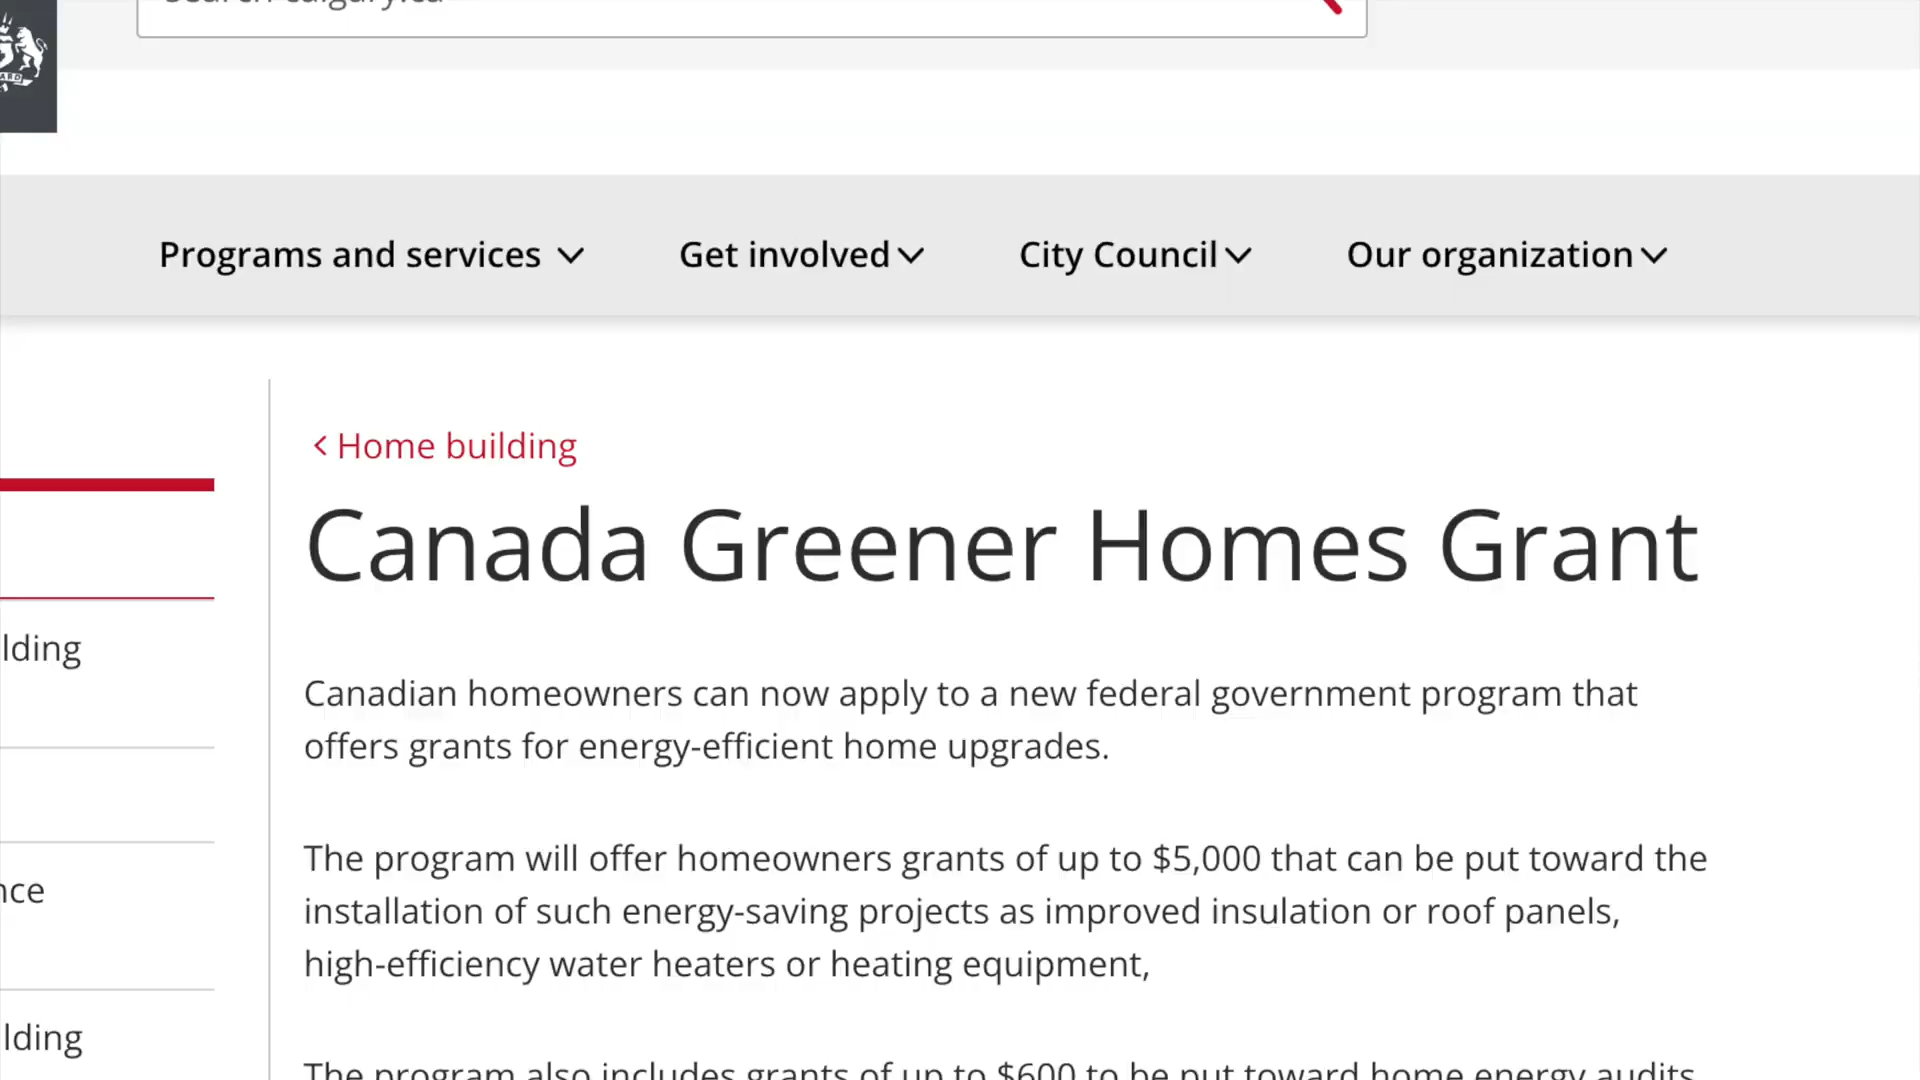 Search calgary.ca
ARD
Programs and services
Get involved
City Council
Our organization
Home building
Canada Greener Homes Grant
Canadian homeowners can now apply to a new federal government program that
offers grants for energy-efficient home upgrades.
The program will offer homeowners grants of up to $5,000 that can be put toward the
installation of such energy-saving projects as improved insulation or roof panels,
high-efficiency water heaters or heating equipment,
The program also includes grants of up to $600 to be put toward home energy audits
lding
nce
lding